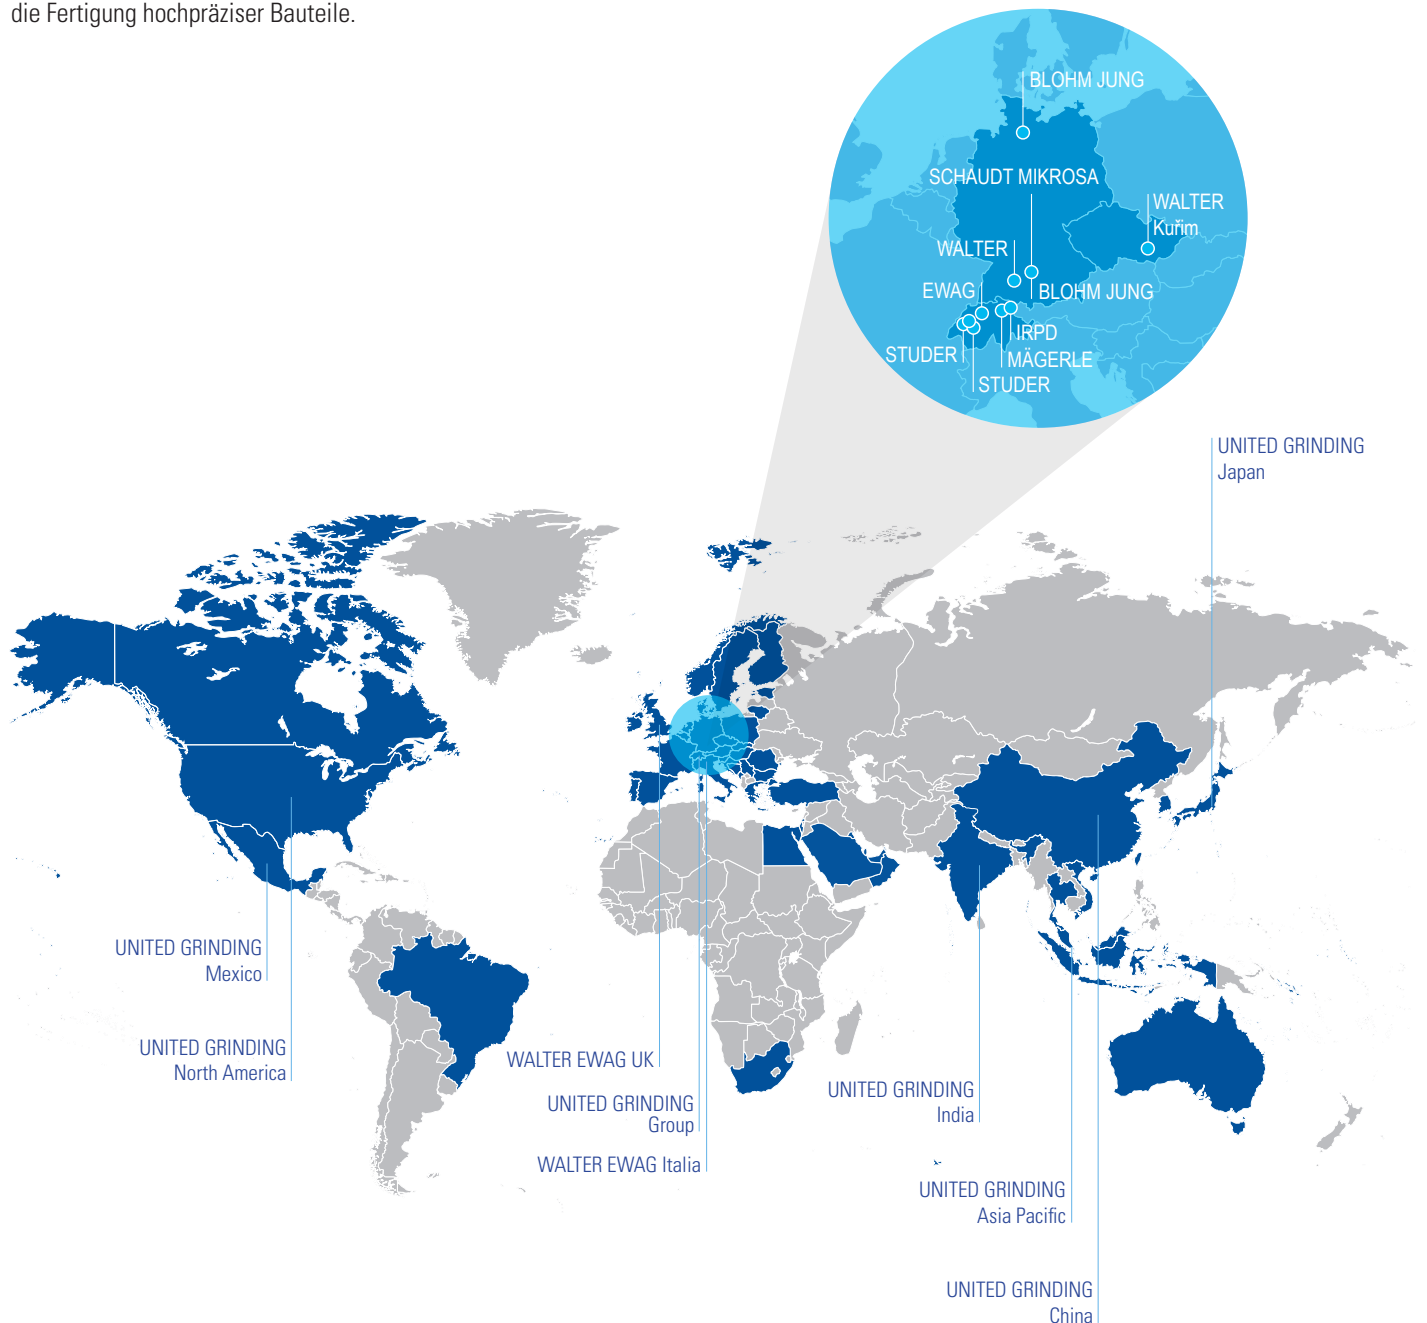 die Fertigung hochpräziser Bauteile.
BLOHM JUNG
SCHAUDT MIKROSA
WALTER
Kuřim
WALTER
EWAG
BLOHM JUNG
IRPD
STUDER
MÄGERLE
STUDER
UNITED GRINDING
Japan
UNITED GRINDING
Mexico
UNITED GRINDING
North America
WALTER EWAG UK
UNITED GRINDING
Group
WALTER EWAG Italia
UNITED GRINDING
India
UNITED GRINDING
Asia Pacific
UNITED GRINDING
China